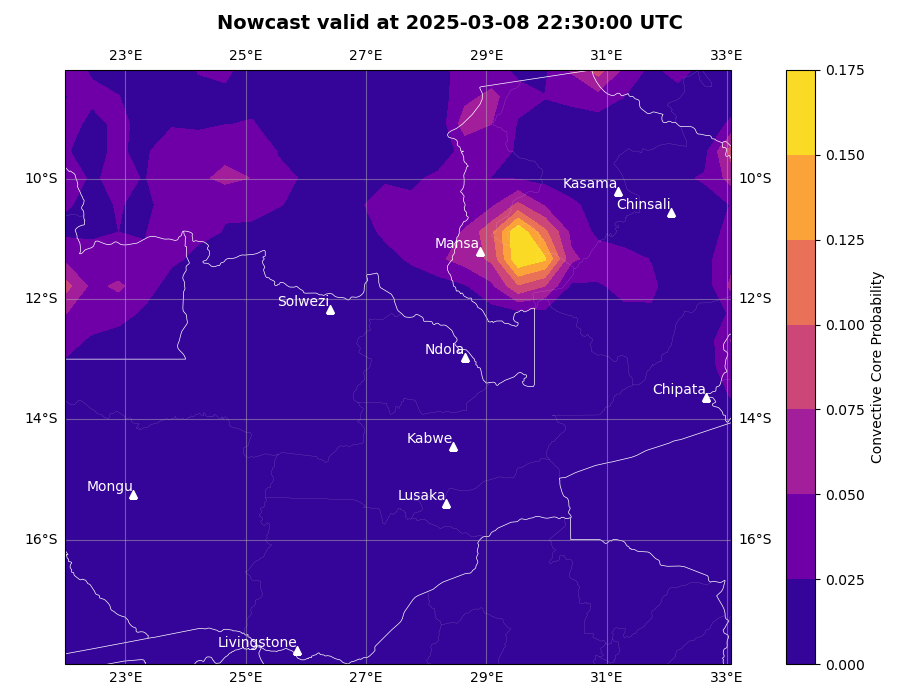 Nowcast valid at 2025-03-08 22:30:00 UTC
23°E 25°E 27°E 29°E 31°E 33°E
0.175
0.150
0.125
0.100
0.075
0.050
0.025
0.000
Convective Core Probability
10°S 10°S
12°S 12°S
14°S 14°S
16°S 16°S
Kasama
Chinsali
Mansa
Solwezi
Ndola
Chipata
Kabwe
Mongu
Lusaka
Livingstone
23°E 25°E 27°E 29°E 31°E 33°E